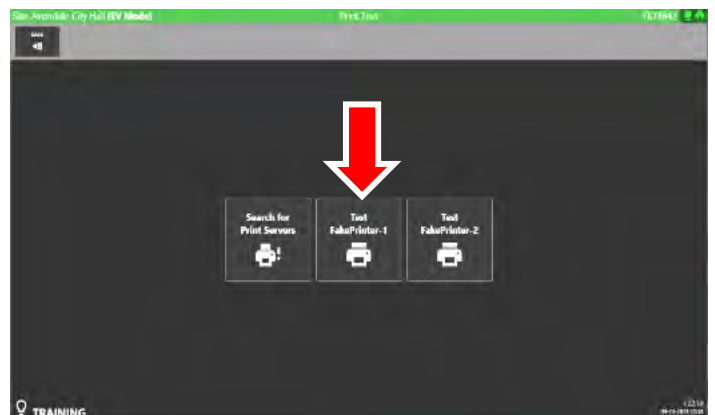 Site: Avondale City Hall (EV Mode)
Print Test
BACK
Search for
Print Servers
Test
FakePrinter-1
Test
FakePrinter-2
TRAINING